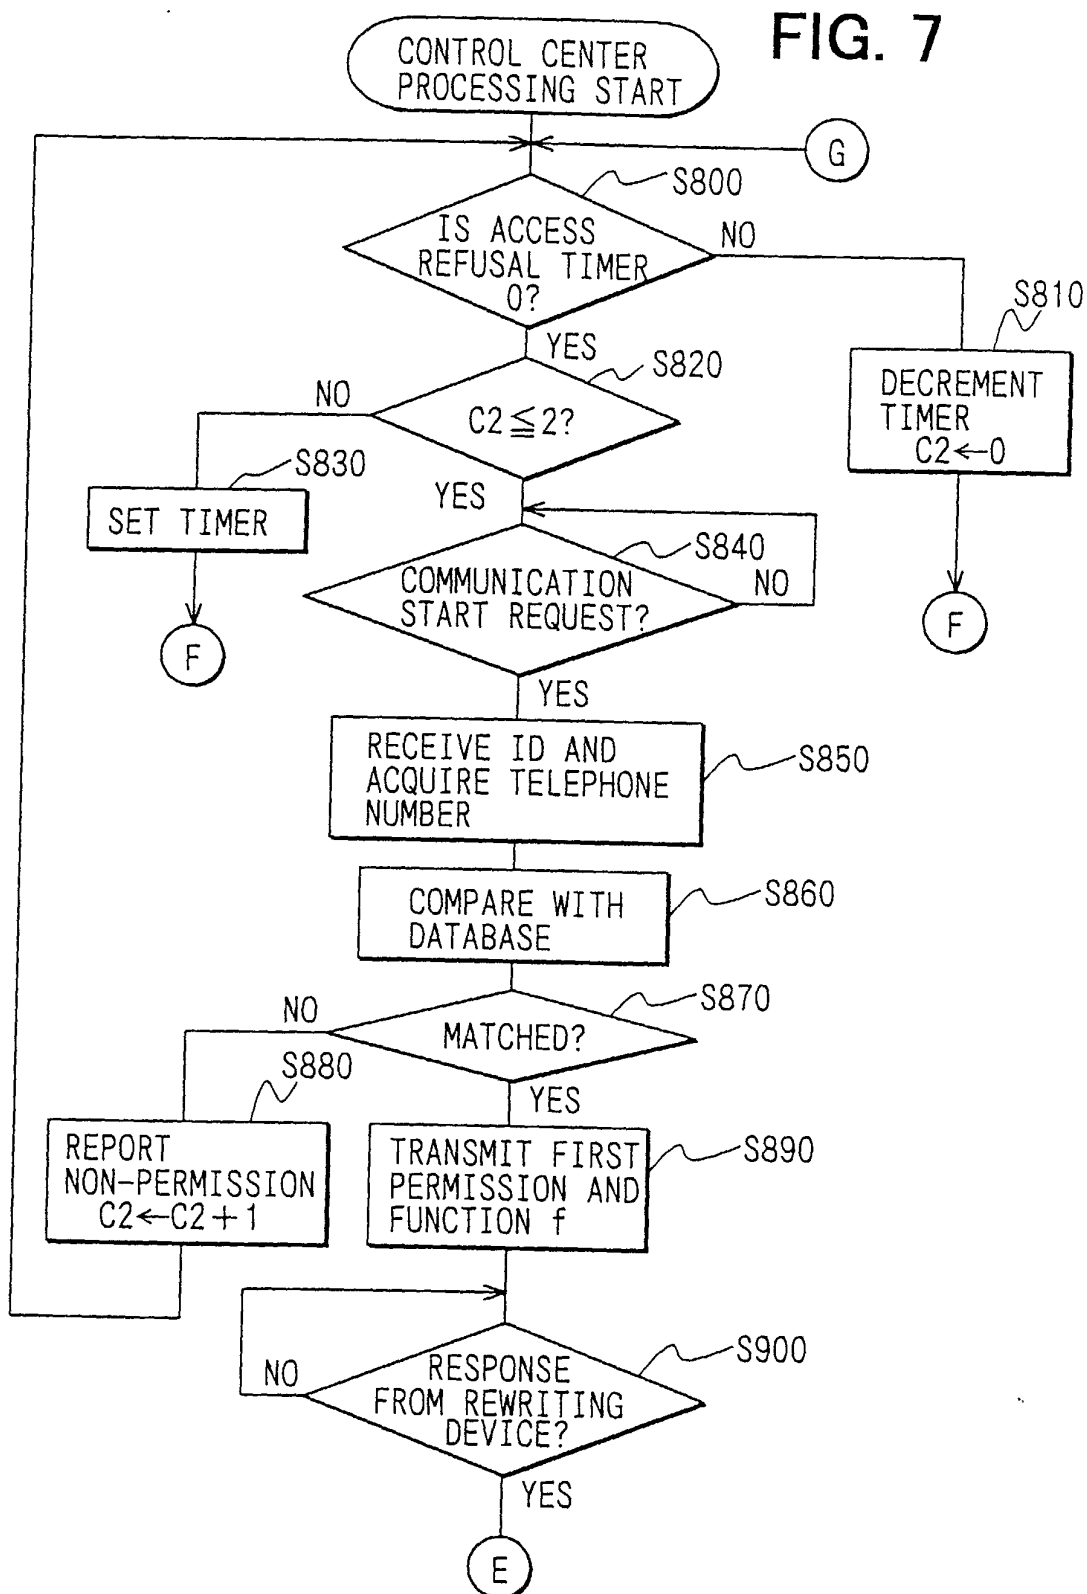 FIG. 7
CONTROL CENTER
PROCESSING START
G
S800
IS ACCESS
REFUSAL TIMER
0?
NO
YES
S810
DECREMENT
TIMER
C2←0
F
S820
C2≦2?
NO
YES
S830
SET TIMER
F
S840
COMMUNICATION
START REQUEST?
NO
YES
S850
RECEIVE ID AND
ACQUIRE TELEPHONE
NUMBER
S860
COMPARE WITH
DATABASE
S870
MATCHED?
NO
YES
S880
REPORT
NON-PERMISSION
C2←C2+1
S890
TRANSMIT FIRST
PERMISSION AND
FUNCTION f
S900
RESPONSE
FROM REWRITING
DEVICE?
NO
YES
E